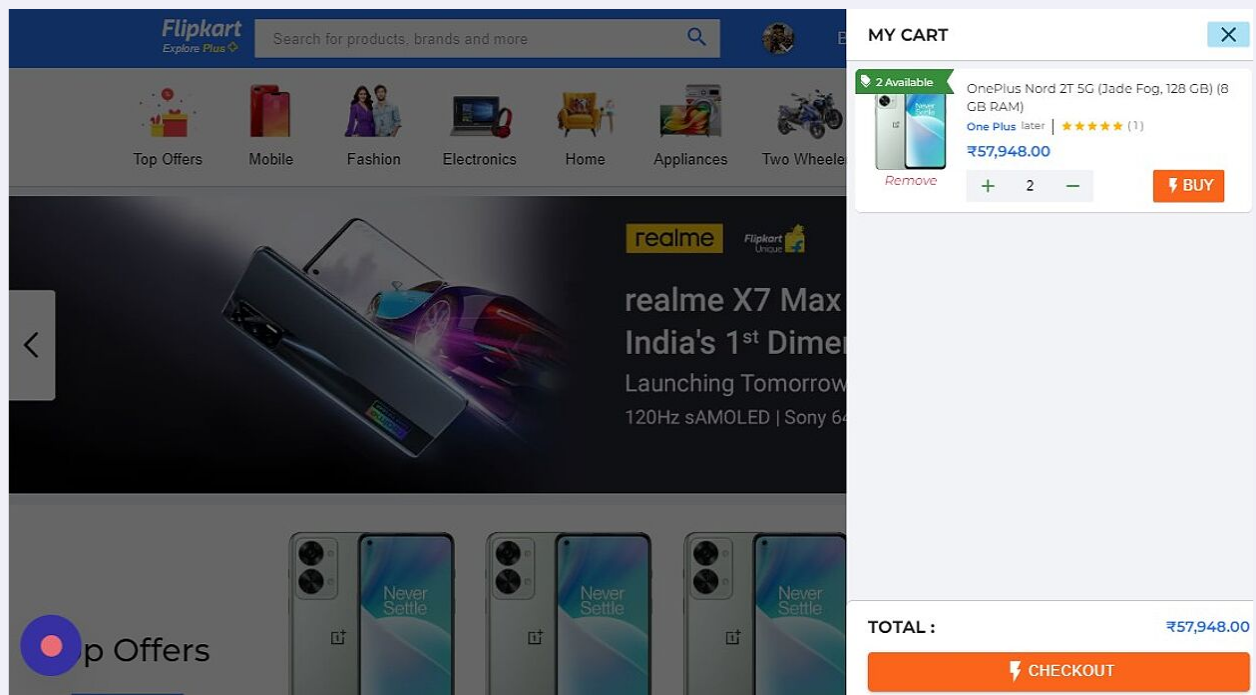 Flipkart
Explore Plus
Search for products, brands and more
Top Offers
Mobile
Fashion
Electronics
Home
Appliances
Two Wheele
realme
Flipkart
Unique
realme X7 Max
India's 1st Dimen
Launching Tomorrow
120Hz sAMOLED | Sony 64
Never
Settle
Never
Settle
Never
Settle
p Offers
MY CART
2 Available
OnePlus Nord 2T 5G (Jade Fog, 128 GB) (8
GB RAM)
One Plus later | (1)
₹57,948.00
Never
Settle
Remove
+ 2 −
BUY
TOTAL :
₹57,948.00
CHECKOUT